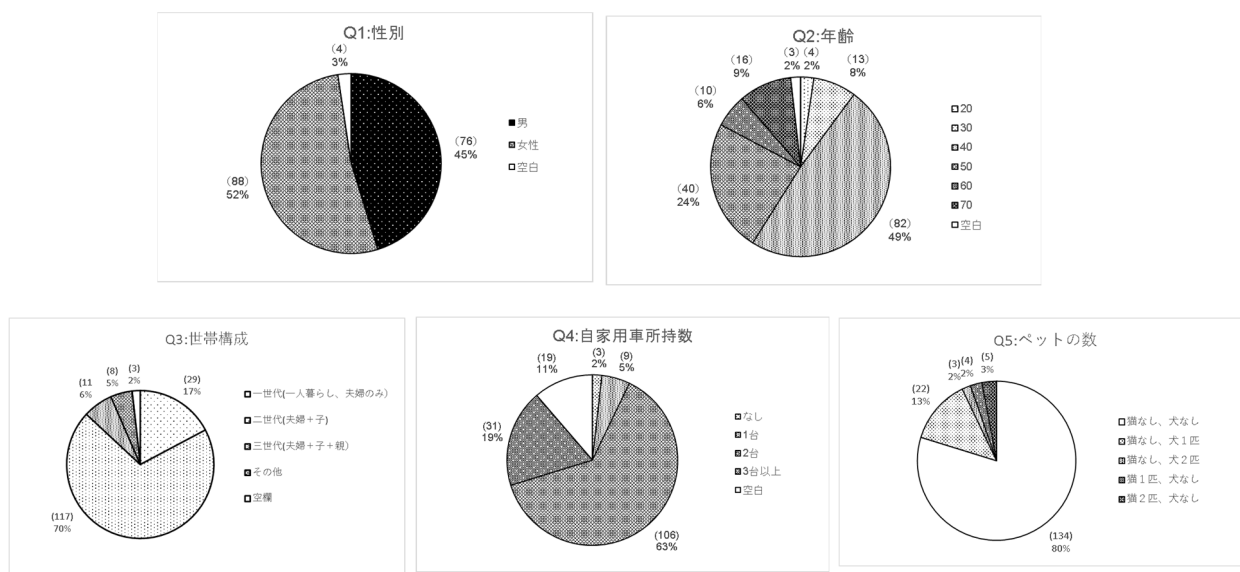 Q1:性別
(4)
3%
(76)
45%
(88)
52%
男
女性
空白
Q2:年齢
(3)
2%
(4)
2%
(13)
8%
(16)
9%
(10)
6%
(40)
24%
(82)
49%
20
30
40
50
60
70
空白
Q3:世帯構成
(11
6%
(8)
5%
(3)
2%
(29)
17%
(117)
70%
一世代(一人暮らし、夫婦のみ)
二世代(夫婦+子)
三世代(夫婦+子+親)
その他
空欄
Q4:自家用車所持数
(19)
11%
(3)
2%
(9)
5%
(31)
19%
(106)
63%
なし
1台
2台
3台以上
空白
Q5:ペットの数
(22)
13%
(3)
2%
(4)
2%
(5)
3%
(134)
80%
猫なし、犬なし
猫なし、犬1匹
猫なし、犬2匹
猫1匹、犬なし
猫2匹、犬なし